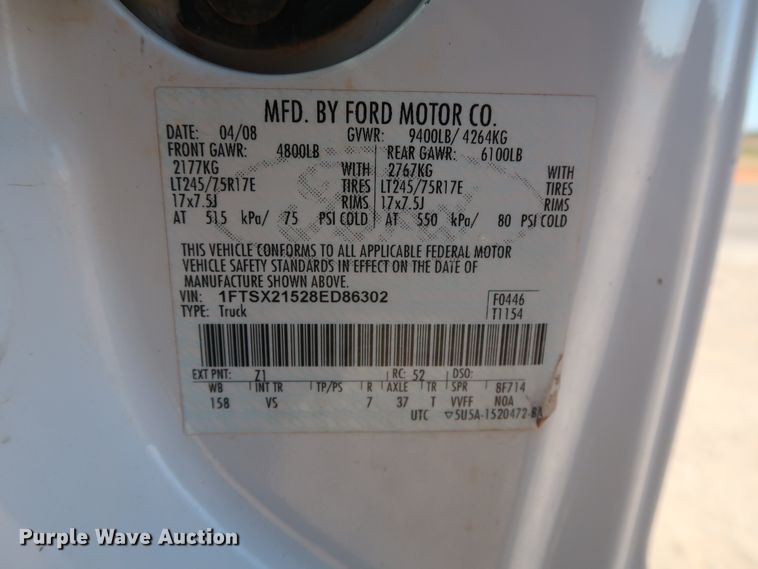 MFD. BY FORD MOTOR CO.
DATE: 04/08 GVWR: 9400LB/ 4264KG
FRONT GAWR: 4800LB REAR GAWR: 6100LB
2177KG WITH 2767KG WITH
LT245/75R17E TIRES LT245/75R17E TIRES
17x7.5J RIMS 17x7.5J RIMS
AT 515 kPa/ 75 PSI COLD AT 550 kPa/ 80 PSI COLD
THIS VEHICLE CONFORMS TO ALL APPLICABLE FEDERAL MOTOR
VEHICLE SAFETY STANDARDS IN EFFECT ON THE DATE OF
MANUFACTURE SHOWN ABOVE.
VIN: 1FTSX21528ED86302 F0446
TYPE: Truck T1154
EXT PNT: Z1 RC: 52 DSO:
WB INT TR TP/PS R AXLE TR SPR 8F714
158 VS 7 37 T VVFF N0A
UTC ▽5U5A-1520472-BA
Purple Wave Auction